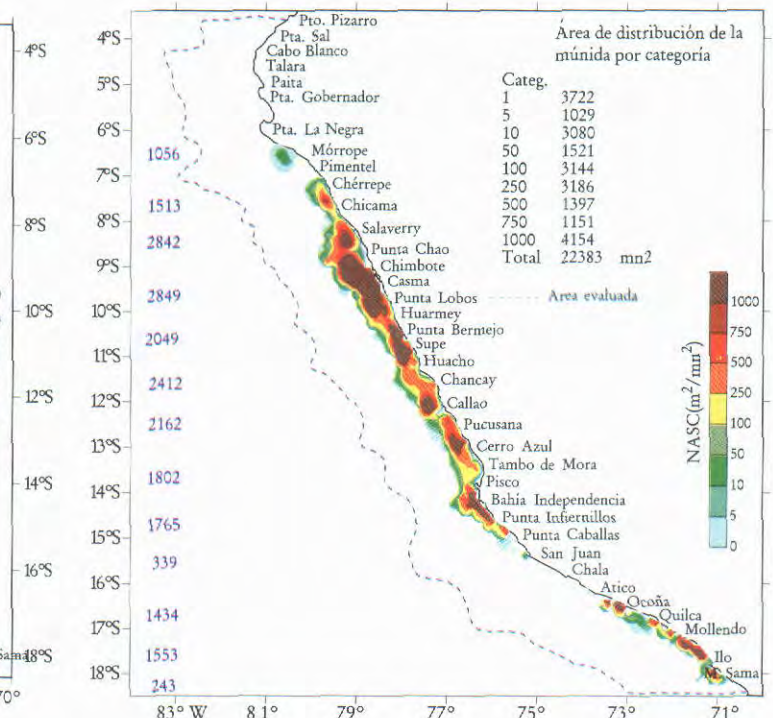 4°S
6°S
8°S
10°S
12°S
14°S
16°S
18°S
70°
4°S
5°S
6°S
7°S
8°S
9°S
10°S
11°S
12°S
13°S
14°S
15°S
16°S
17°S
18°S
1056
1513
2842
2849
2049
2412
2162
1802
1765
339
1434
1553
243
Pto. Pizarro
Pta. Sal
Cabo Blanco
Talara
Paita
Pta. Gobernador
Pta. La Negra
Mórrope
Pimentel
Chérrepe
Chicama
Salaverry
Punta Chao
Chimbote
Casma
Punta Lobos
Huarmey
Punta Bermejo
Supe
Huacho
Chancay
Callao
Pucusana
Cerro Azul
Tambo de Mora
Pisco
Bahía Independencia
Punta Infiernillos
Punta Caballas
San Juan
Chala
Atico
Ocoña
Quilca
Mollendo
Ilo
M. Sama
Area de distribución de la
múnida por categoría
Categ.
1 3722
5 1029
10 3080
50 1521
100 3144
250 3186
500 1397
750 1151
1000 4154
Total 22383 mn2
Area evaluada
NASC(m²/mn²)
1000
750
500
250
100
50
10
5
0
83° W
81°
79°
77°
75°
73°
71°